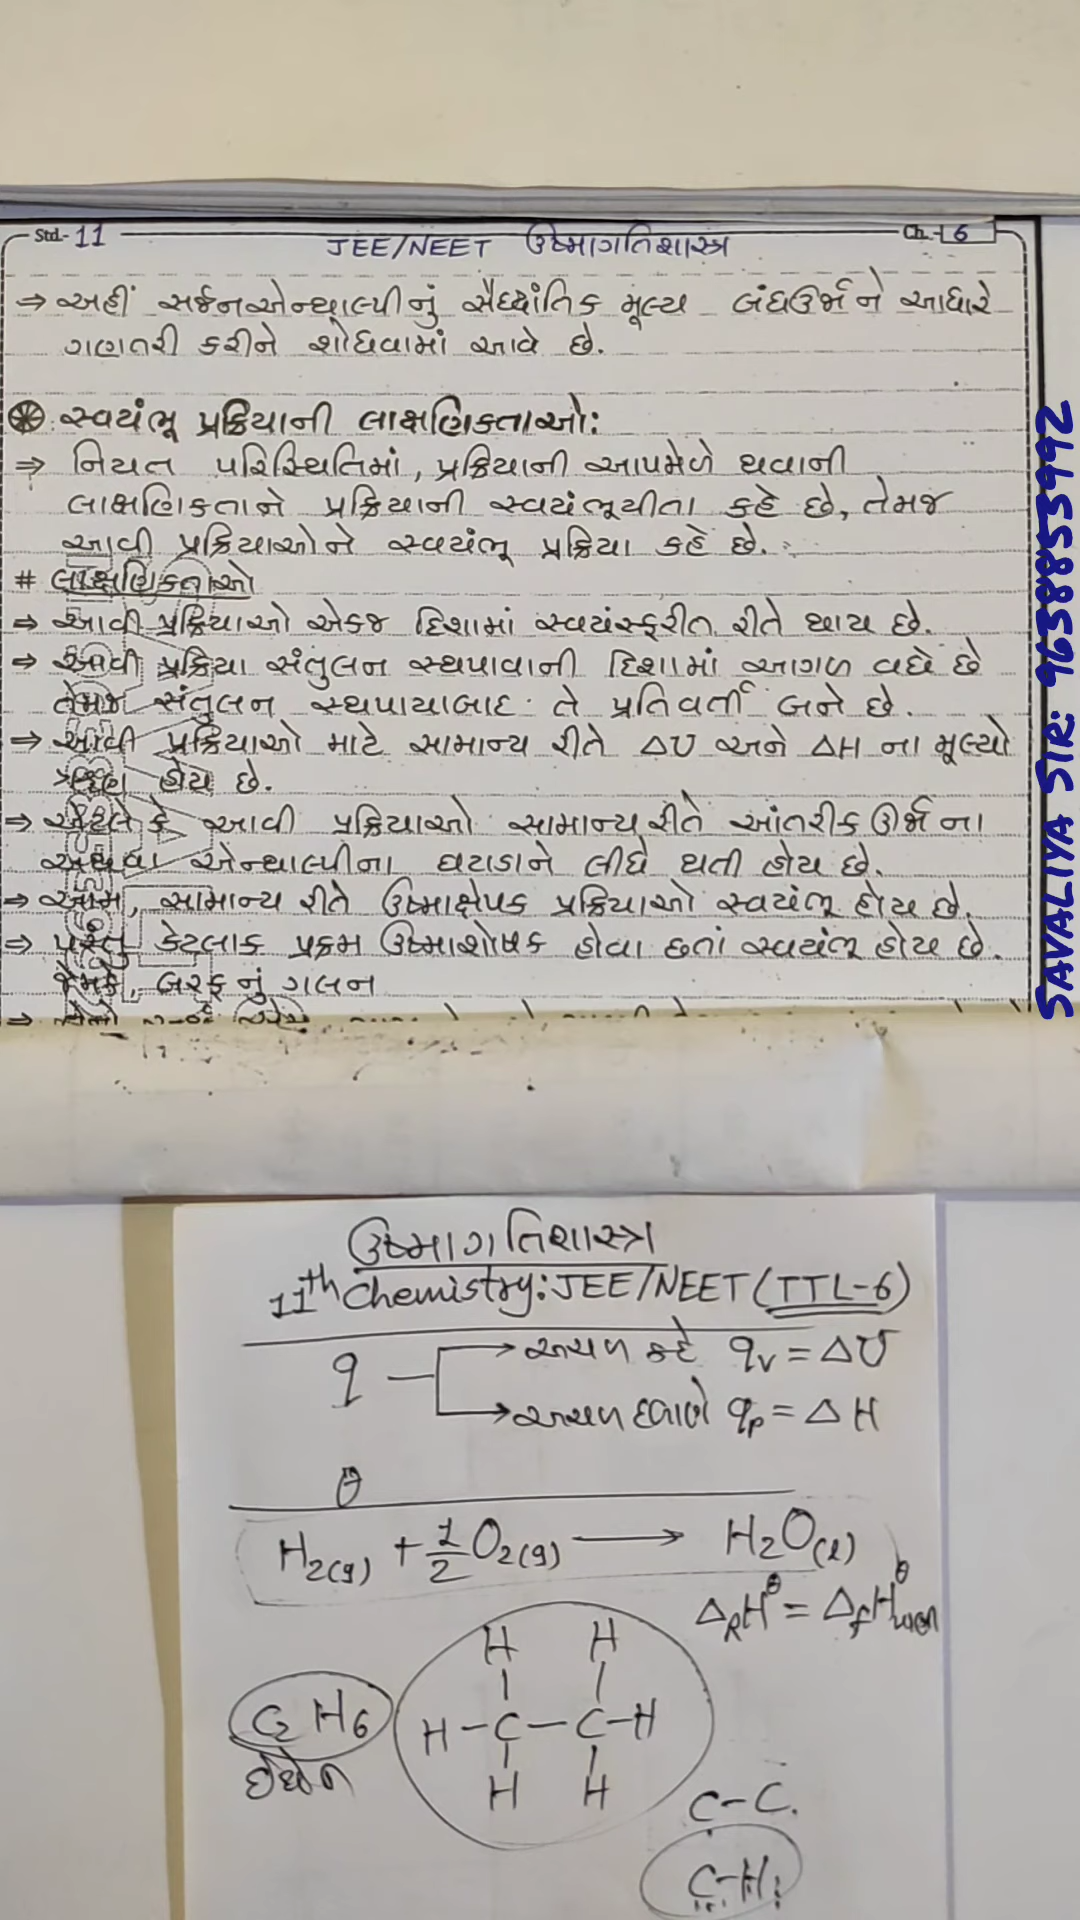 Std.- 11
JEE/NEET ઉષ્માગતિશાસ્ત્ર
Ch.- 6
⇒ અહીં સર્જનએન્થાલ્પીનું સૈદ્ધાંતિક મૂલ્ય બંધઉર્જાને આધારે
ગણતરી કરીને શોધવામાં આવે છે.
સ્વયંભૂ પ્રક્રિયાની લાક્ષણિકતાઓ:
⇒ નિયત પરિસ્થિતિમાં, પ્રક્રિયાની આપમેળે થવાની
લાક્ષણિકતાને પ્રક્રિયાની સ્વયંભૂયીતા કહે છે, તેમજ
આવી પ્રક્રિયાઓને સ્વયંભૂ પ્રક્રિયા કહે છે.
# લાક્ષણિકતાઓ
⇒ આવી પ્રક્રિયાઓ એકજ દિશામાં સ્વયંસ્ફુરીત રીતે થાય છે.
⇒ આવી પ્રક્રિયા સંતુલન સ્થપાવાની દિશામાં આગળ વધે છે
તેમજ સંતુલન સ્થપાયાબાદ તે પ્રતિવર્તી બને છે.
⇒ આવી પ્રક્રિયાઓ માટે સામાન્ય રીતે ΔU અને ΔH ના મૂલ્યો
હોય છે.
⇒ એટલે કે આવી પ્રક્રિયાઓ સામાન્ય રીતે આંતરીક ઊર્જાના
અથવા એન્થાલ્પીના ઘટાડાને લીધે થતી હોય છે.
⇒ આમ, સામાન્ય રીતે ઉષ્માક્ષેપક પ્રક્રિયાઓ સ્વયંભૂ હોય છે.
⇒ પરંતુ કેટલાક પ્રક્રમ ઉષ્માશોષક હોવા છતાં સ્વયંભૂ હોય છે.
જેમકે, બરફનું ગલન
SAVALIYA SIR: 9638853992
ઉષ્માગતિશાસ્ત્ર
11th Chemistry: JEE/NEET (TTL-6)
q → અચળ કદે qv = ΔU
→ અચળ દબાણે qp = ΔH
θ
H2(g) + 1/2 O2(g) → H2O(l)
ΔRHθ = ΔfHθ
H H
C2H6 H-C-C-H
ઈથેન H H
C-C.
C-H